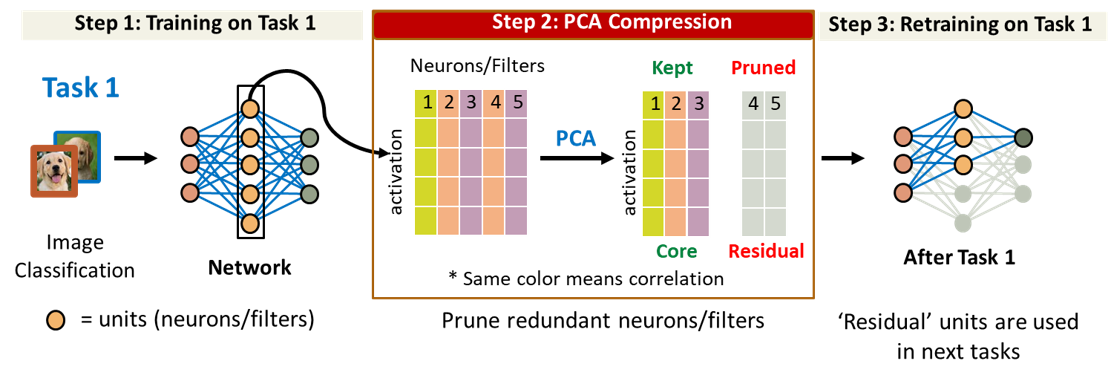 Step 1: Training on Task 1
Step 2: PCA Compression
Step 3: Retraining on Task 1
Task 1
Image
Classification
Network
= units (neurons/filters)
Neurons/Filters
1 2 3 4 5
activation
PCA
Kept
Pruned
1 2 3
4 5
activation
Core
Residual
* Same color means correlation
Prune redundant neurons/filters
After Task 1
‘Residual’ units are used
in next tasks